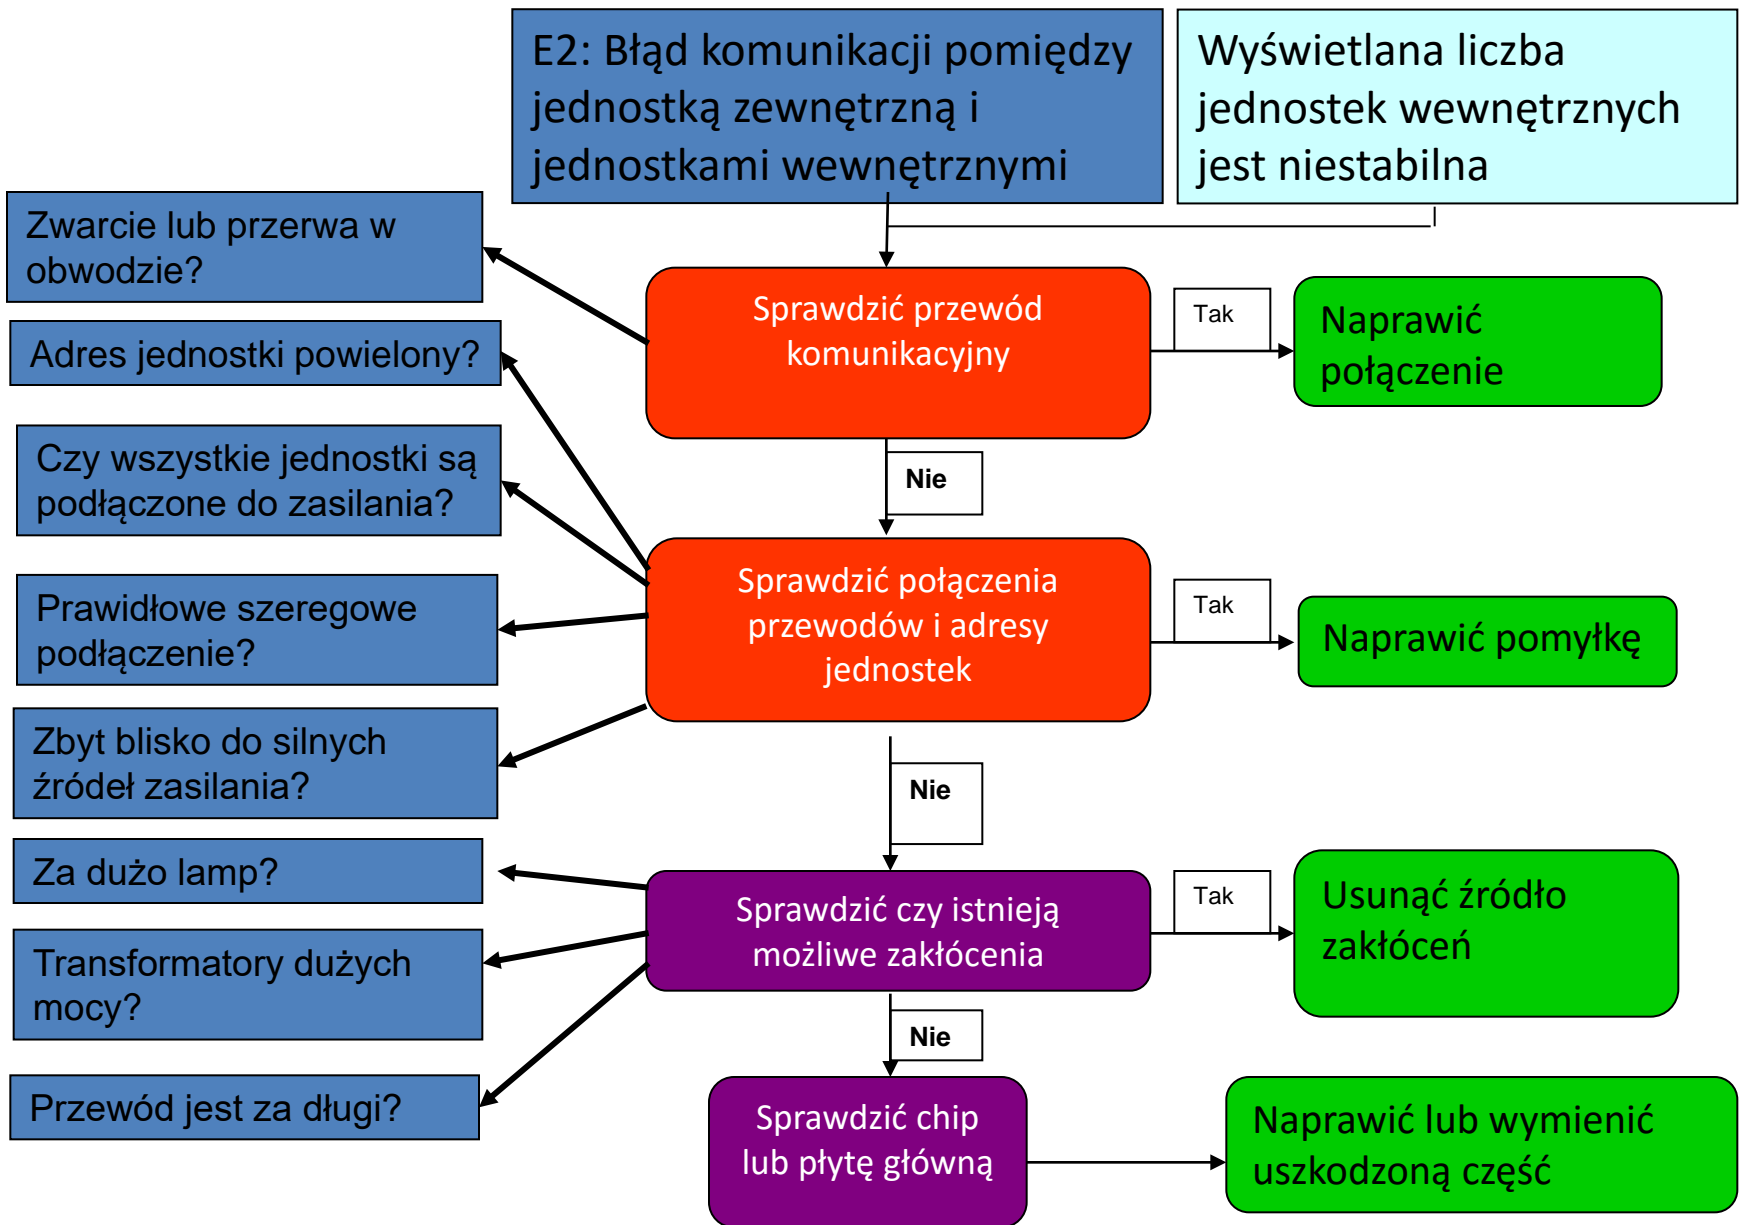 E2: Błąd komunikacji pomiędzy
jednostką zewnętrzną i
jednostkami wewnętrznymi
Wyświetlana liczba
jednostek wewnętrznych
jest niestabilna
Zwarcie lub przerwa w
obwodzie?
Sprawdzić przewód
komunikacyjny
Tak
Naprawić
połączenie
Adres jednostki powielony?
Czy wszystkie jednostki są
podłączone do zasilania?
Nie
Prawidłowe szeregowe
podłączenie?
Sprawdzić połączenia
przewodów i adresy
jednostek
Tak
Naprawić pomyłkę
Zbyt blisko do silnych
źródeł zasilania?
Nie
Za dużo lamp?
Sprawdzić czy istnieją
możliwe zakłócenia
Tak
Usunąć źródło
zakłóceń
Transformatory dużych
mocy?
Nie
Przewód jest za długi?
Sprawdzić chip
lub płytę główną
Naprawić lub wymienić
uszkodzoną część